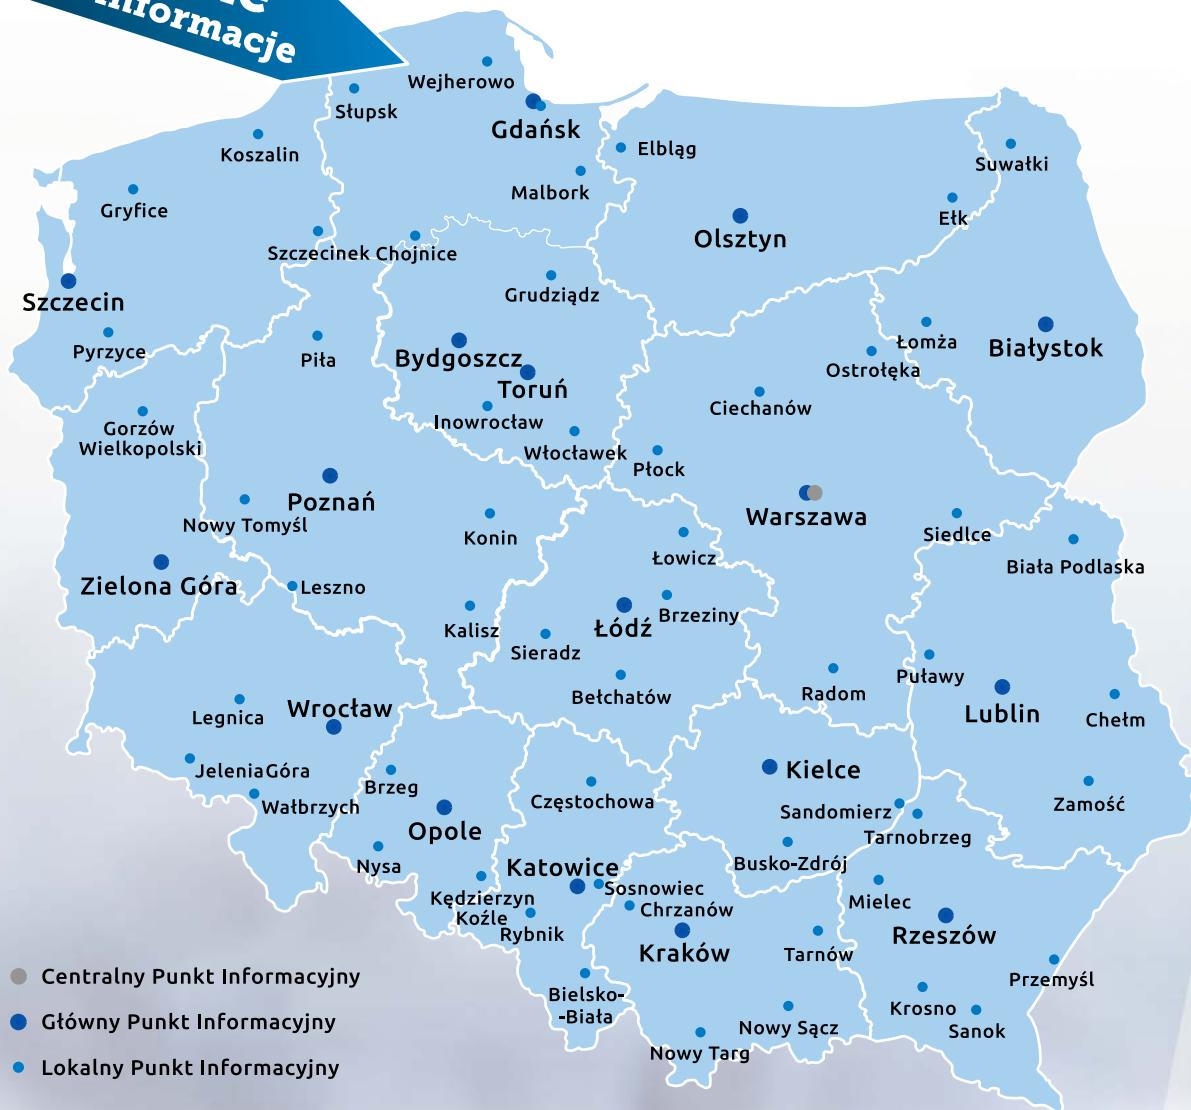 informacje
Wejherowo
Słupsk
Gdańsk
Koszalin
Elbląg
Suwałki
Malbork
Gryfice
Ełk
Olsztyn
Szczecinek
Chojnice
Szczecin
Grudziądz
Pyrzyce
Piła
Bydgoszcz
Łomża
Białystok
Ostrołęka
Toruń
Ciechanów
Gorzów
Wielkopolski
Inowrocław
Włocławek
Płock
Poznań
Warszawa
Nowy Tomyśl
Konin
Siedlce
Łowicz
Biała Podlaska
Zielona Góra
Leszno
Brzeziny
Kalisz
Łódź
Sieradz
Puławy
Radom
Bełchatów
Legnica
Wrocław
Lublin
Chełm
JeleniaGóra
Kielce
Brzeg
Częstochowa
Wałbrzych
Sandomierz
Zamość
Opole
Tarnobrzeg
Nysa
Katowice
Busko-Zdrój
Sosnowiec
Kędzierzyn
Koźle
Chrzanów
Mielec
Rybnik
Rzeszów
Kraków
Tarnów
Przemyśl
Bielsko-
-Biała
Krosno
Nowy Sącz
Sanok
Nowy Targ
Centralny Punkt Informacyjny
Główny Punkt Informacyjny
Lokalny Punkt Informacyjny